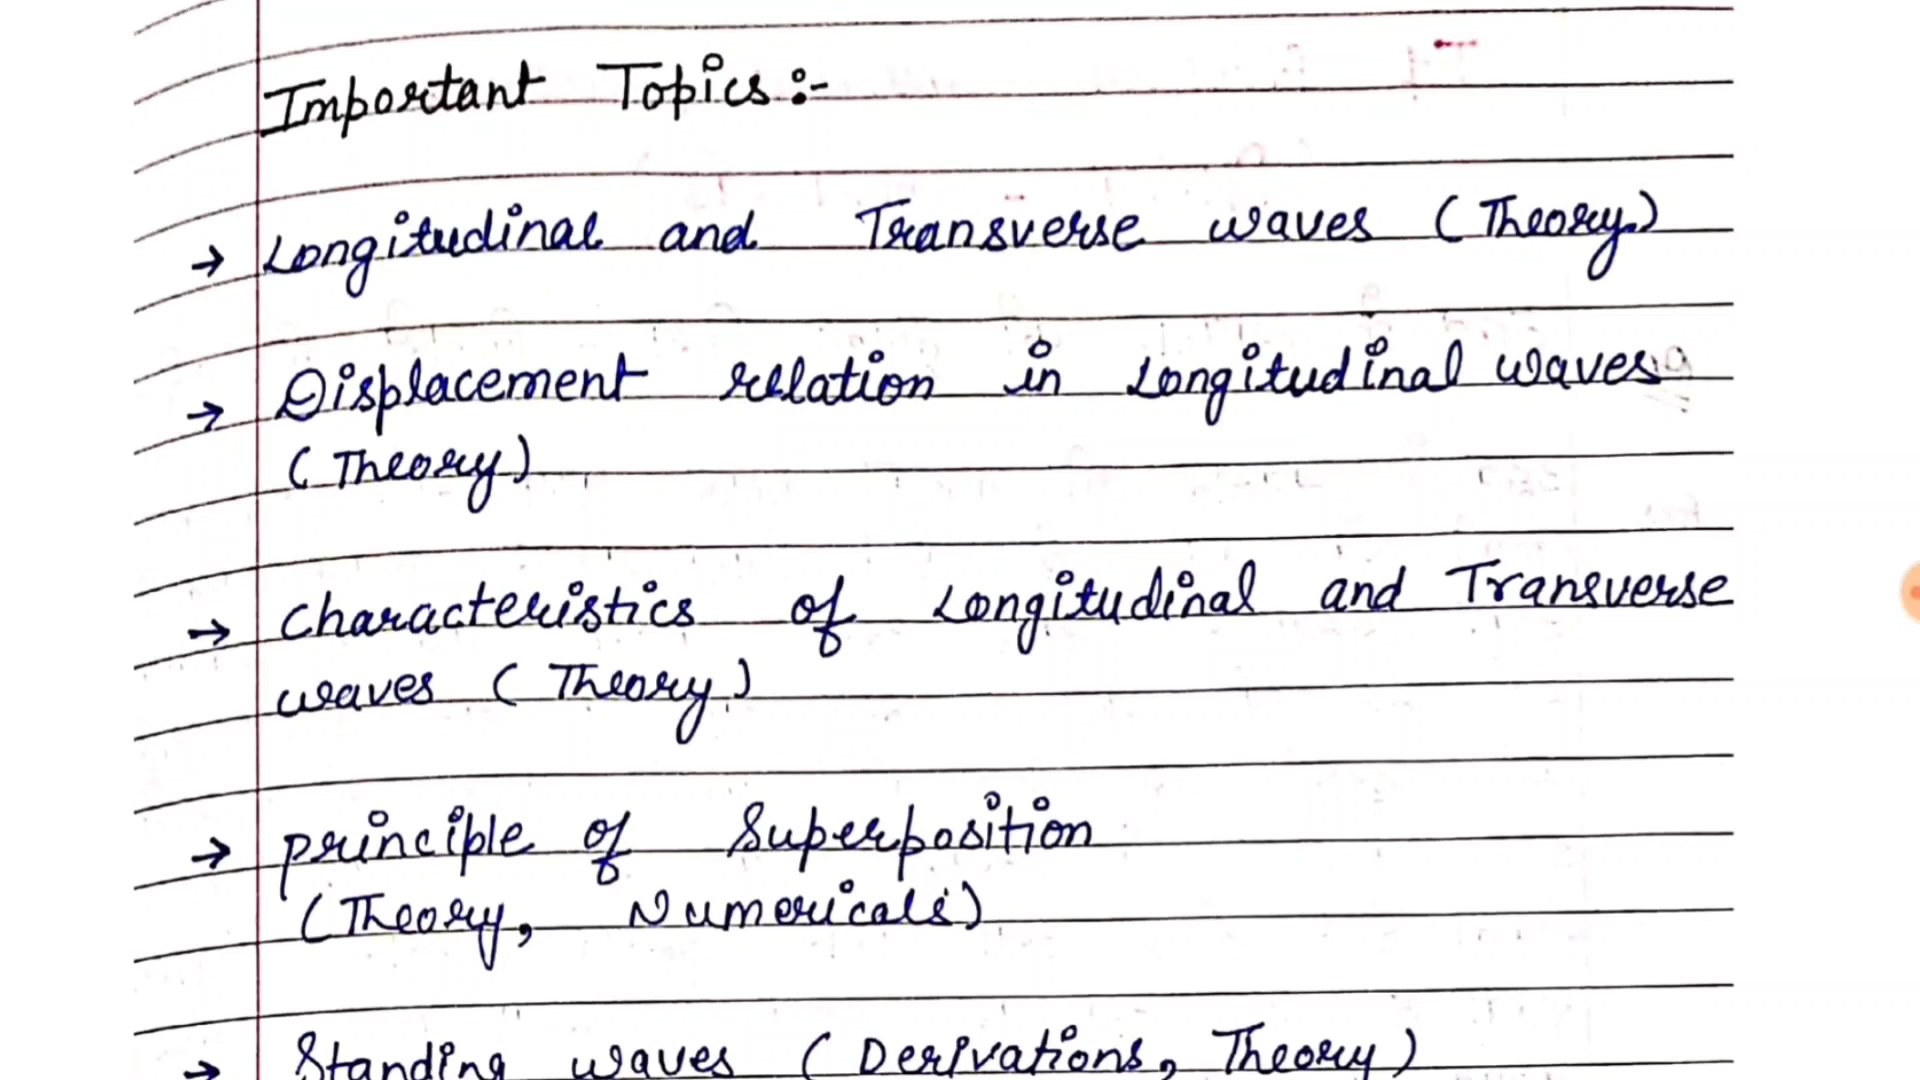 Important Topics :-
→ Longitudinal and Transverse waves (Theory)
→ Displacement relation in Longitudinal waves
(Theory)
→ Characteristics of Longitudinal and Transverse
waves (Theory)
→ principle of Superposition
(Theory, Numericals)
→ Standing waves (Derivations, Theory)